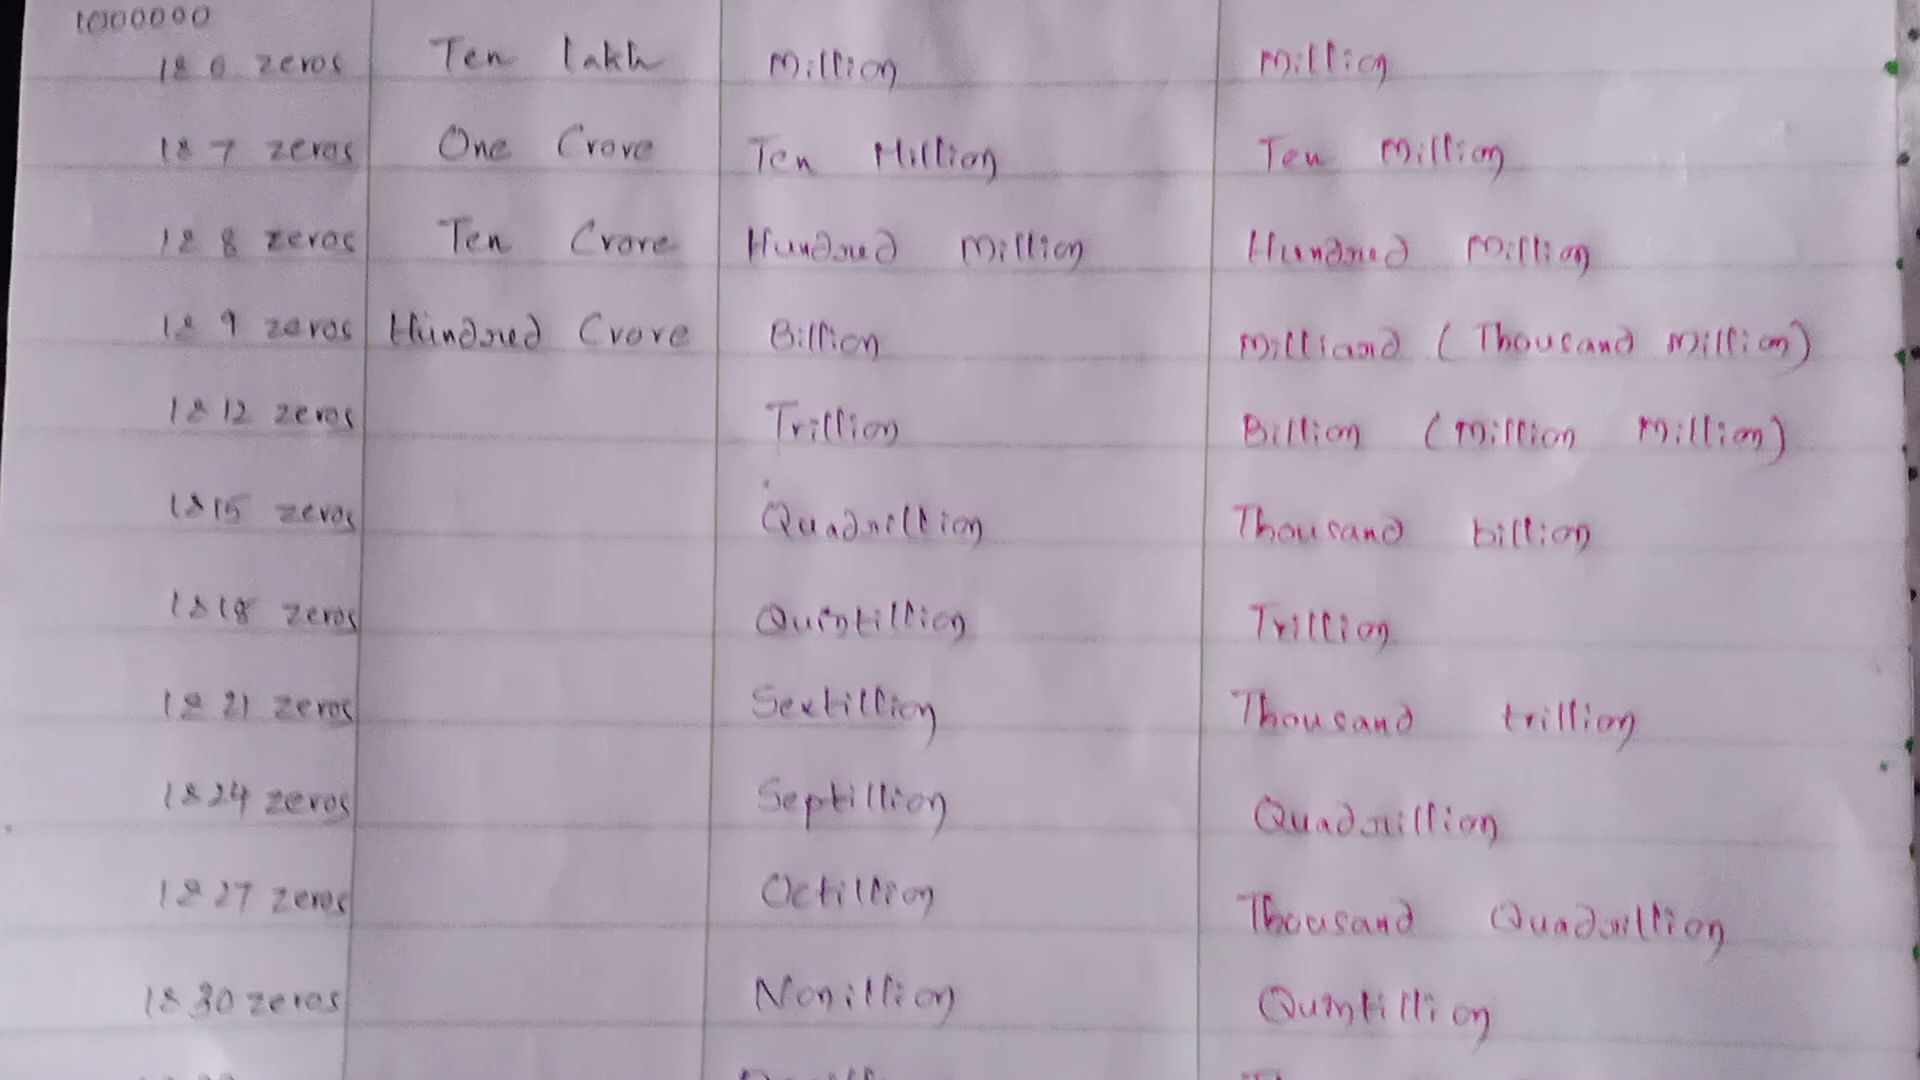 1000000
1& 6 zeros Ten lakh Million Million
1& 7 zeros One Crore Ten Million Ten Million
1& 8 zeros Ten Crore Hundred Million Hundred Million
1& 9 zeros Hundred Crore Billion Milliard (Thousand Million)
1& 12 zeros Trillion Billion (Million Million)
1& 15 zeros Quadrillion Thousand billion
1& 18 zeros Quintillion Trillion
1& 21 zeros Sextillion Thousand trillion
1& 24 zeros Septillion Quadrillion
1& 27 zeros Octillion Thousand Quadrillion
1& 30 zeros Nonillion Quintillion